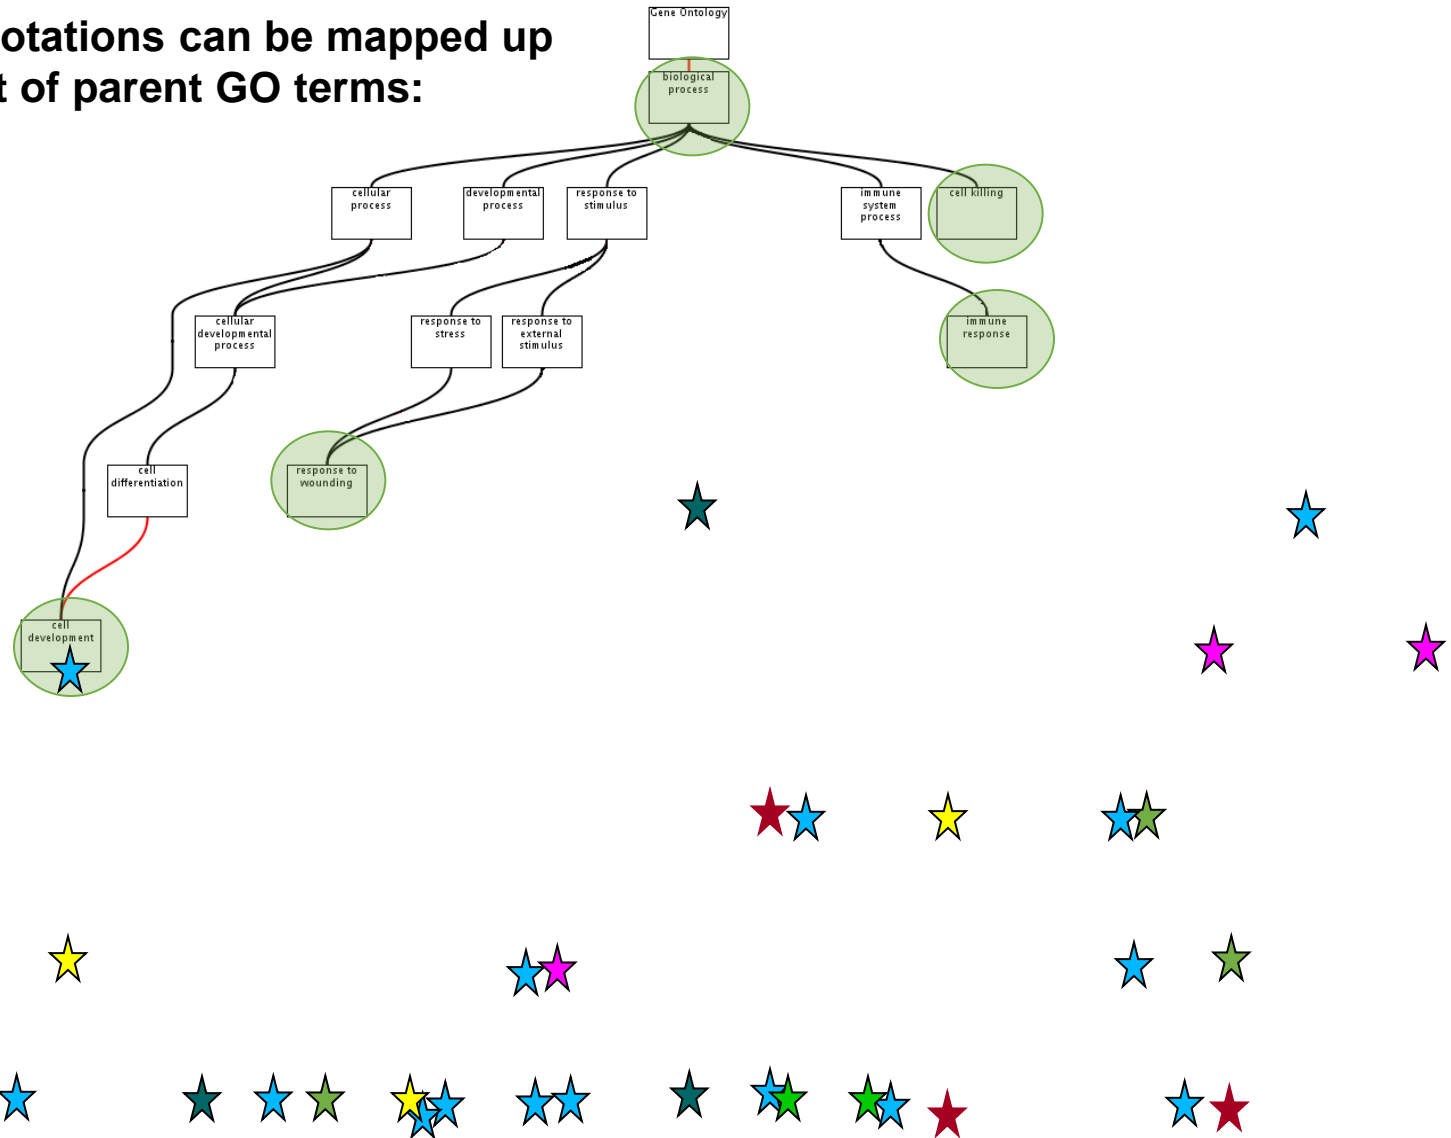 otations can be mapped up
t of parent GO terms:
Gene Ontology
biological
process
cellular
process
developmental
process
response to
stimulus
immune
system
process
cell killing
cellular
developmental
process
response to
stress
response to
external
stimulus
immune
response
cell
differentiation
response to
wounding
cell
development